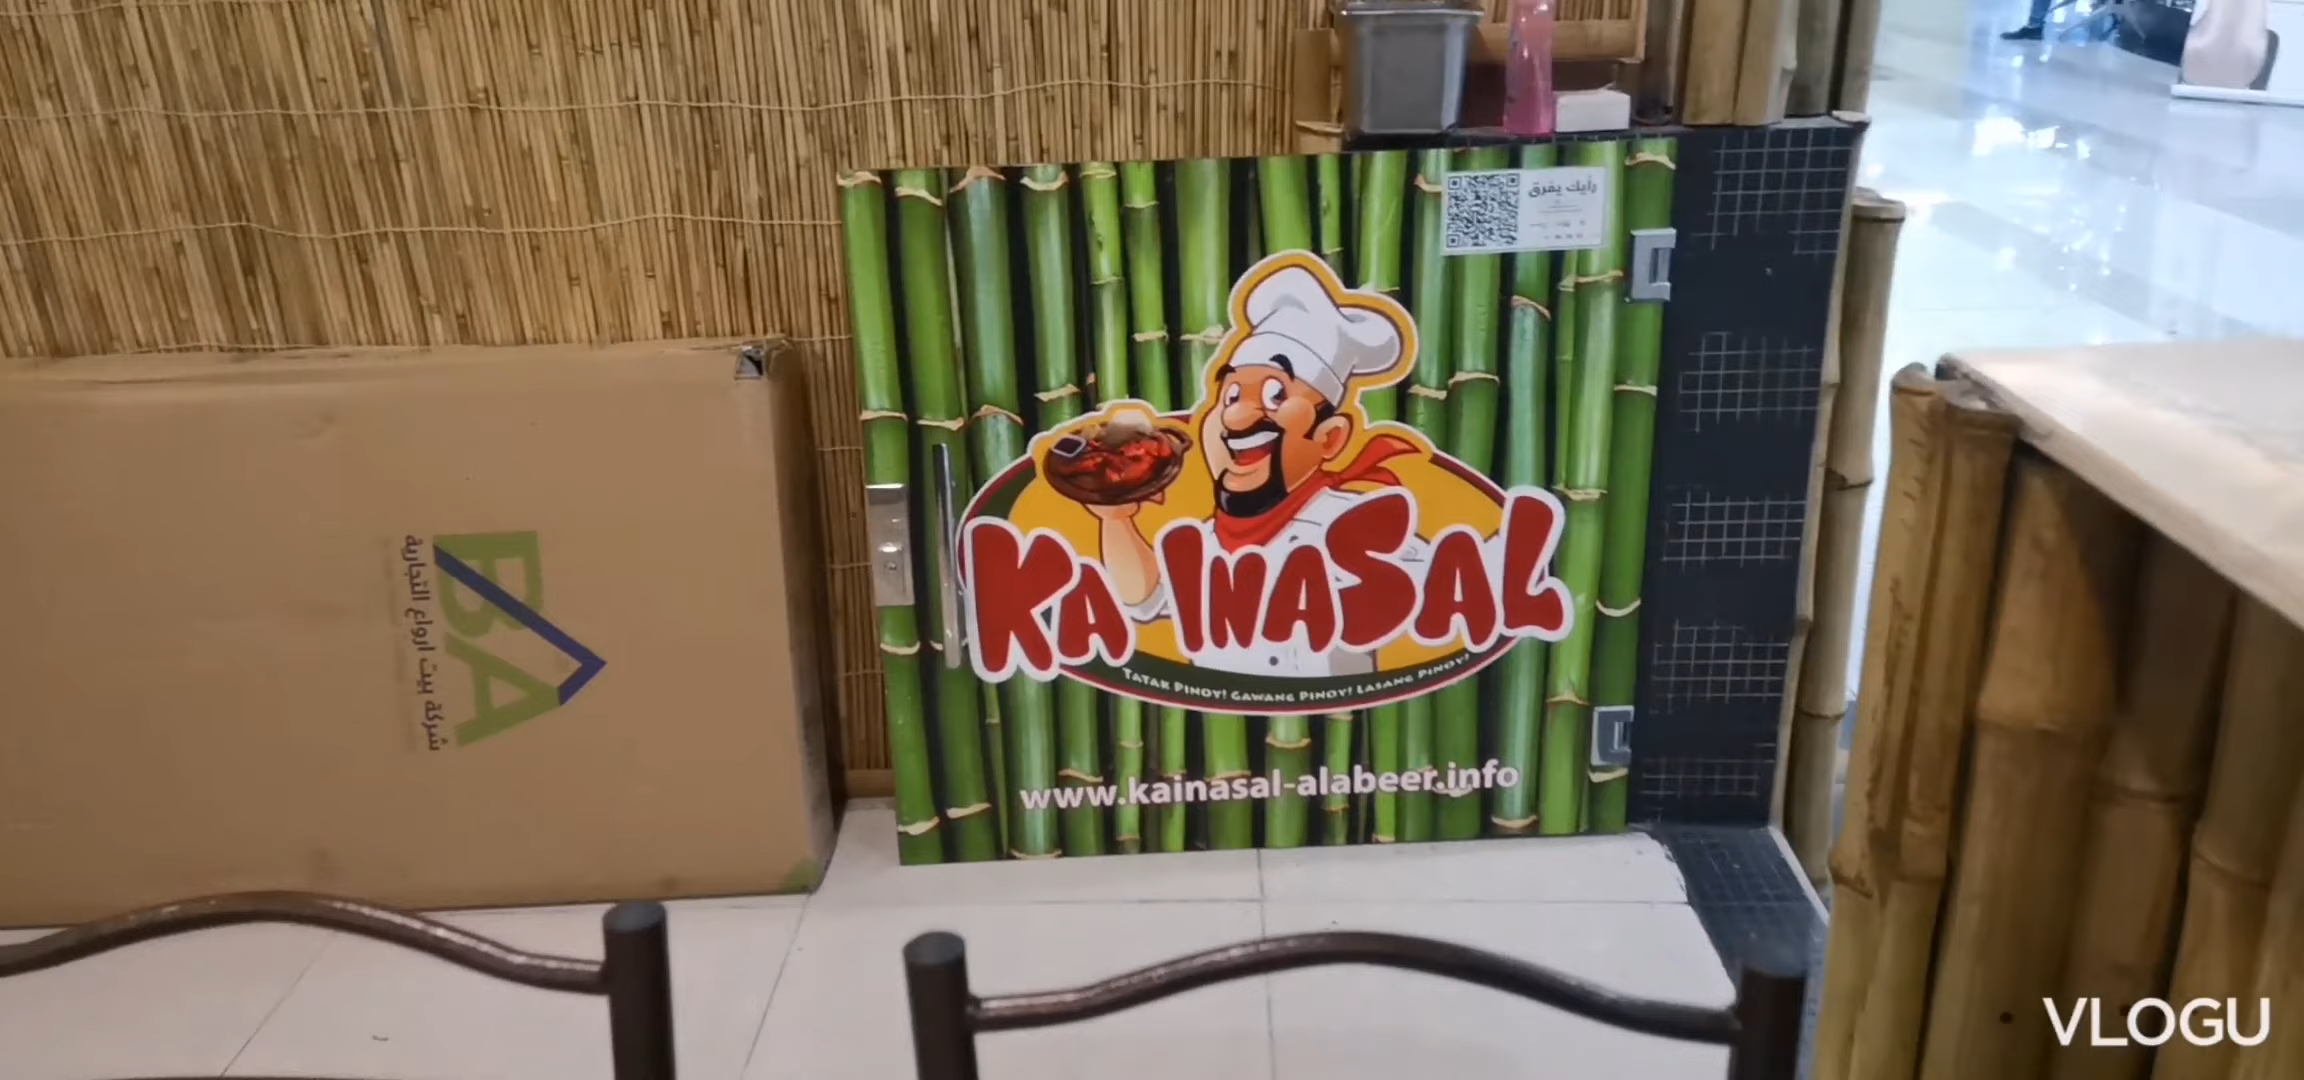 رأيك يفرق
KA INASAL
TATAK PINOY! GAWANG PINOY! LASANG PINOY!
www.kainasal-alabeer.info
BA
شركة بيت ارواع التجارية
VLOGU